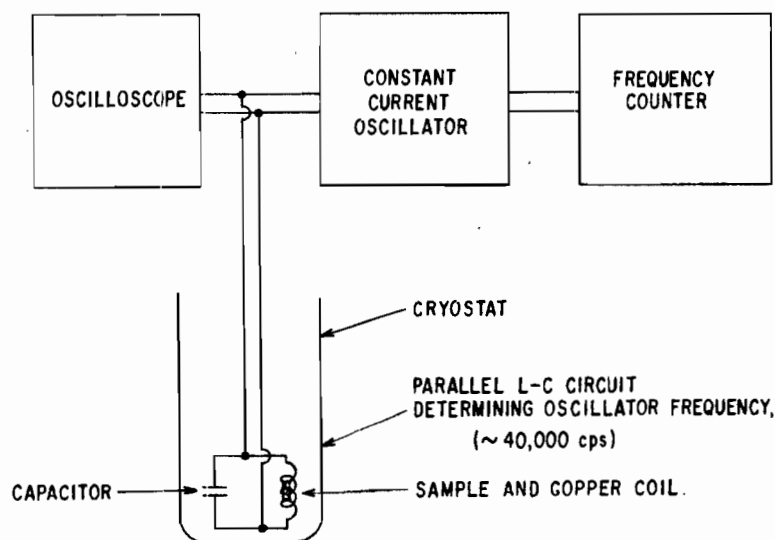 OSCILLOSCOPE
CONSTANT
CURRENT
OSCILLATOR
FREQUENCY
COUNTER
CRYOSTAT
PARALLEL L-C CIRCUIT
DETERMINING OSCILLATOR FREQUENCY,
(~ 40,000 cps)
CAPACITOR
SAMPLE AND GOPPER COIL.